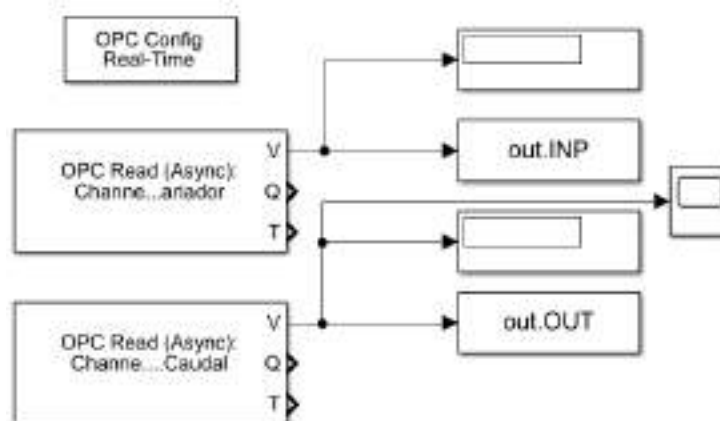 OPC Config
Real-Time
OPC Read (Async):
Channe...ariador
V
Q
T
out.INP
OPC Read (Async):
Channe....Caudal
V
Q
T
out.OUT